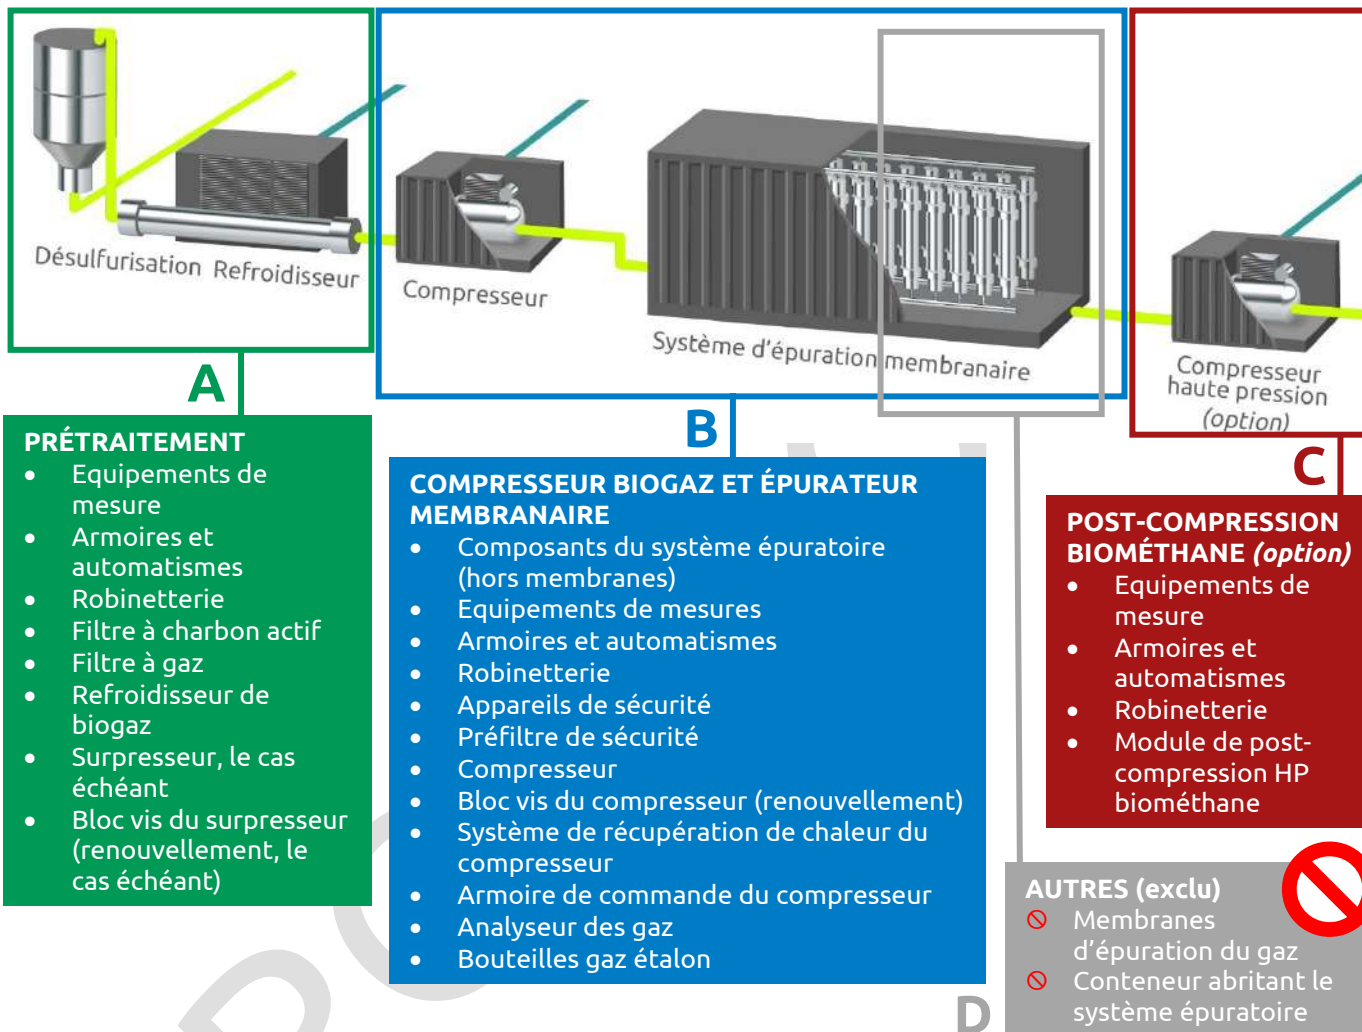 Désulfurisation
Refroidisseur
Compresseur
Système d'épuration membranaire
Compresseur
haute pression
(option)
A
PRÉTRAITEMENT
• Equipements de
mesure
• Armoires et
automatismes
• Robinetterie
• Filtre à charbon actif
• Filtre à gaz
• Refroidisseur de
biogaz
• Surpresseur, le cas
échéant
• Bloc vis du surpresseur
(renouvellement, le
cas échéant)
B
COMPRESSEUR BIOGAZ ET ÉPURATEUR
MEMBRANAIRE
• Composants du système épuratoire
(hors membranes)
• Equipements de mesures
• Armoires et automatismes
• Robinetterie
• Appareils de sécurité
• Préfiltre de sécurité
• Compresseur
• Bloc vis du compresseur (renouvellement)
• Système de récupération de chaleur du
compresseur
• Armoire de commande du compresseur
• Analyseur des gaz
• Bouteilles gaz étalon
C
POST-COMPRESSION
BIOMÉTHANE (option)
• Equipements de
mesure
• Armoires et
automatismes
• Robinetterie
• Module de post-
compression HP
biométhane
D
AUTRES (exclu)
Membranes
d'épuration du gaz
Conteneur abritant le
système épuratoire